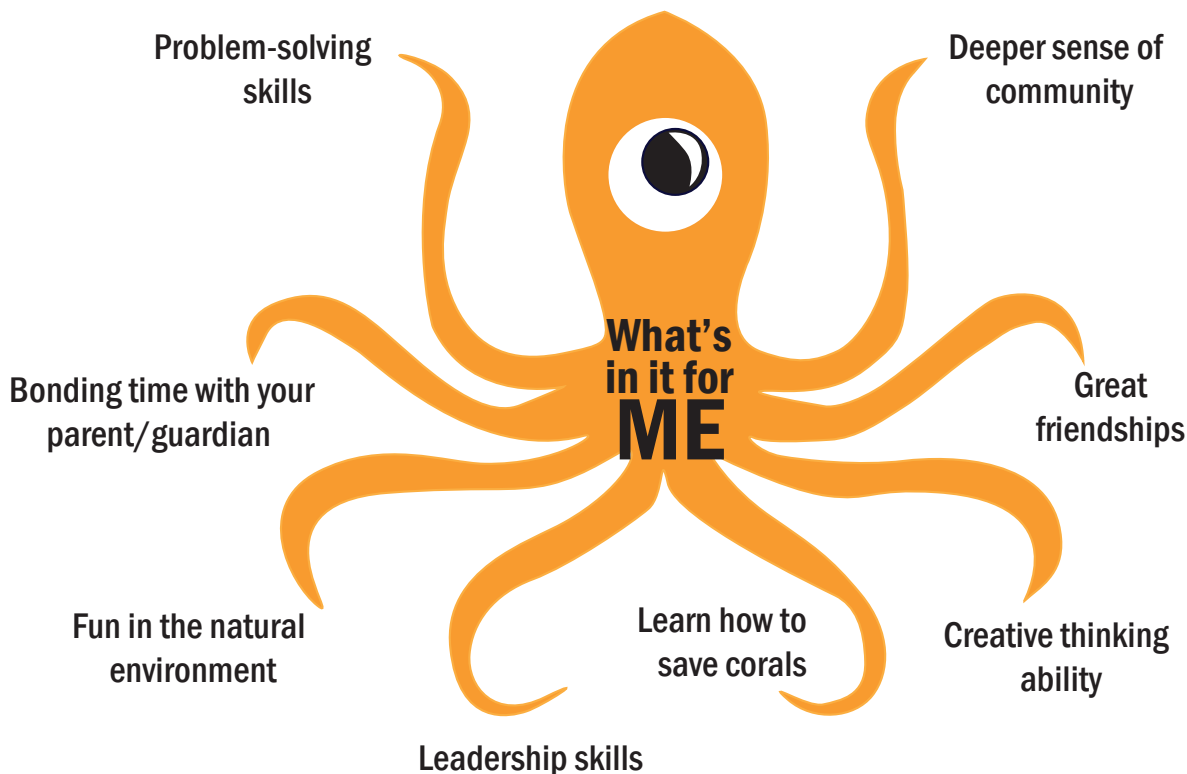 Problem-solving
skills
Deeper sense of
community
What's
in it for
ME
Bonding time with your
parent/guardian
Great
friendships
Fun in the natural
environment
Learn how to
save corals
Creative thinking
ability
Leadership skills